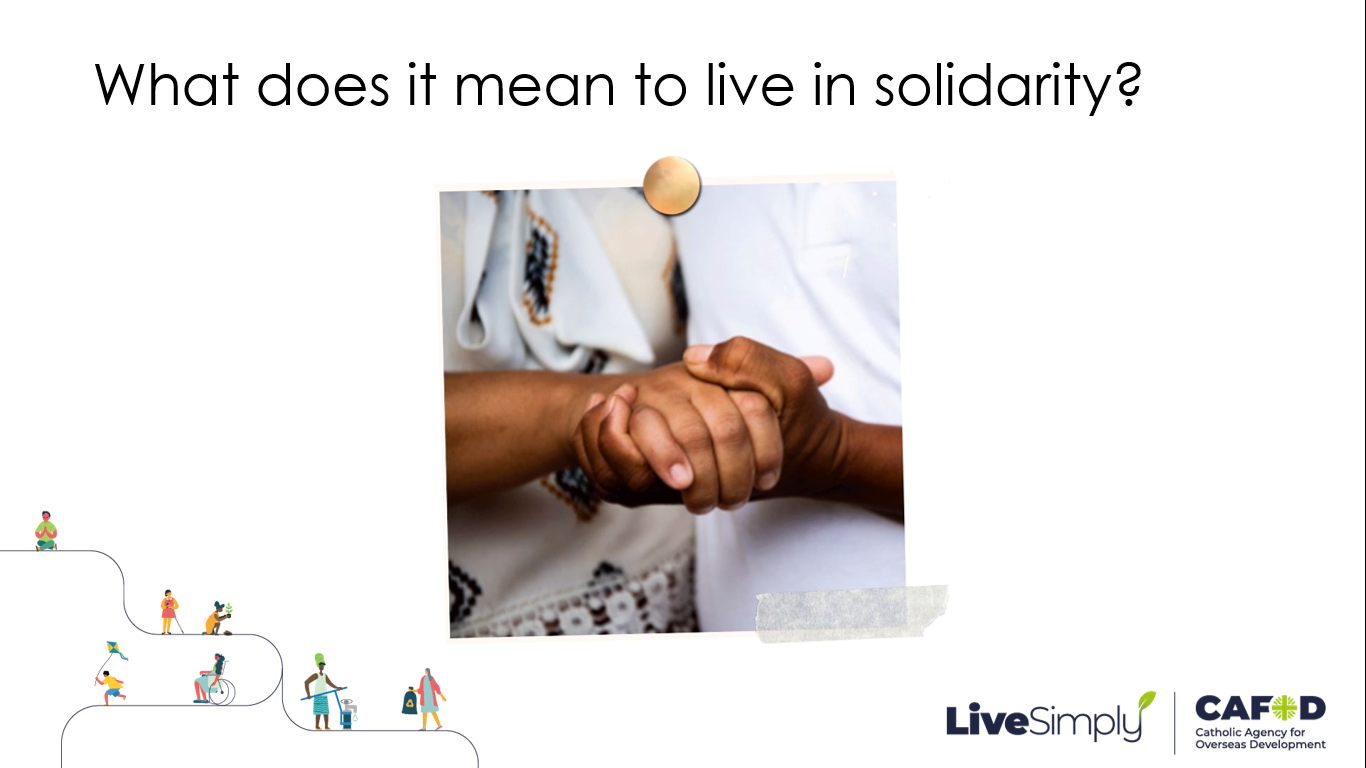 What does it mean to live in solidarity?
LiveSimply
CAFOD
Catholic Agency for
Overseas Development